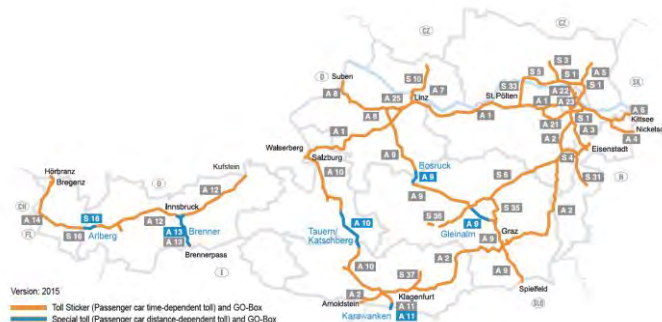 CZ
CZ
Suben
D
S 10
A 7
A 8
A 25
Linz
A 8
A 1
S 33
St. Pölten
A 1
S 5
S 3
S 1
A 5
S 1
A 22
A 23
A 1
SK
A 6
Kittsee
Nickelsdorf
A 4
A 21
S 1
A 3
A 2
Eisenstadt
S 4
S 31
H
Walserberg
Salzburg
A 10
Bosruck
A 9
S 6
A 9
S 36
S 35
Gleinalm
A 9
A 9
Graz
A 2
Hörbranz
Bregenz
D
Kufstein
A 12
CH
A 14
FL
S 16
S 16
Arlberg
A 12
Innsbruck
A 13
Brenner
A 13
Brennerpass
I
Tauern/
Katschberg
A 10
A 10
S 37
A 2
A 2
Arnoldstein
Klagenfurt
A 11
Karawanken
A 11
A 9
Spielfeld
SLO
Version: 2015
Toll Sticker (Passenger car time-dependent toll) and GO-Box
Special toll (Passenger car distance-dependent toll) and GO-Box